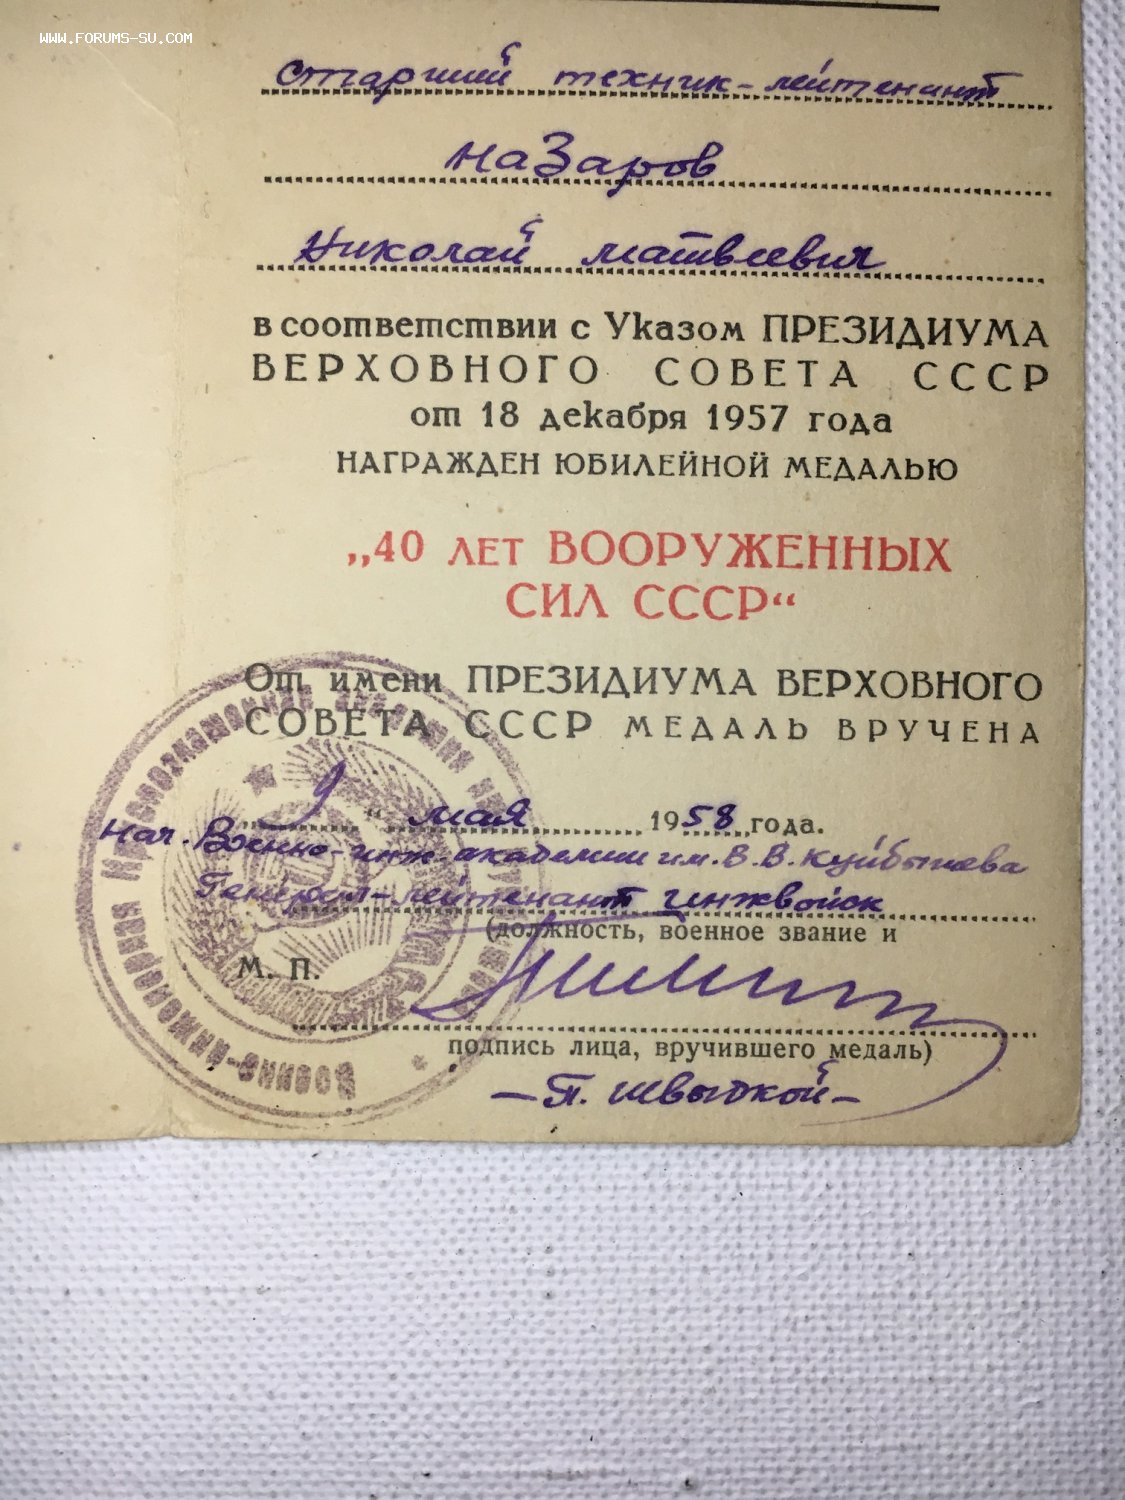 WWW.FORUMS-SU.COM
Старший техник-лейтенант
Назаров
Николай Матвеевич
в соответствии с Указом ПРЕЗИДИУМА
ВЕРХОВНОГО СОВЕТА СССР
от 18 декабря 1957 года
НАГРАЖДЕН ЮБИЛЕЙНОЙ МЕДАЛЬЮ
„40 ЛЕТ ВООРУЖЕННЫХ
СИЛ СССР“
От имени ПРЕЗИДИУМА ВЕРХОВНОГО
СОВЕТА СССР МЕДАЛЬ ВРУЧЕНА
„9“ мая 1958 года.
Нач. Военно-инж. академии им. В.В. Куйбышева
Генерал-лейтенант инжвойск
(должность, военное звание и
М. П.
подпись лица, вручившего медаль)
— П. Швыдкой —
Военно-инженерная Краснознаменная